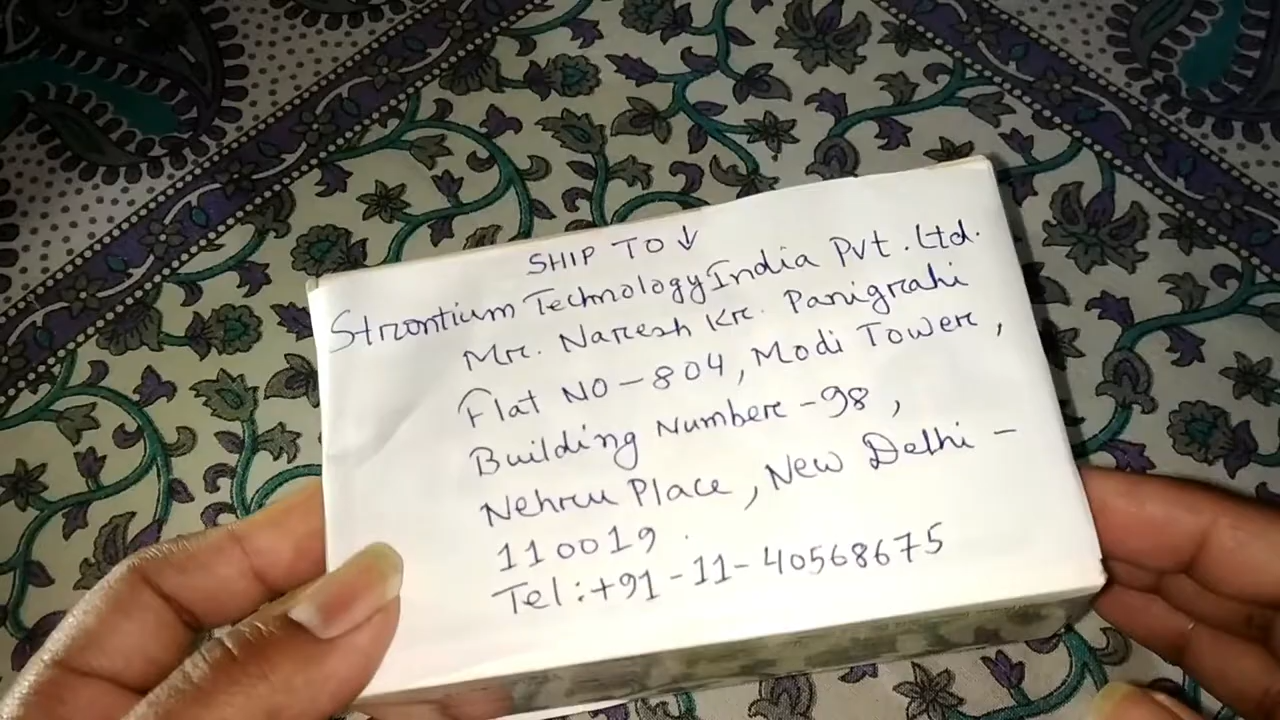 SHIP TO ↓
Strontium Technology India Pvt. Ltd.
Mr. Naresh Kr. Panigrahi
Flat NO - 804, Modi Tower,
Building Number - 98,
Nehru Place, New Delhi -
110019.
Tel: +91 - 11 - 40568675